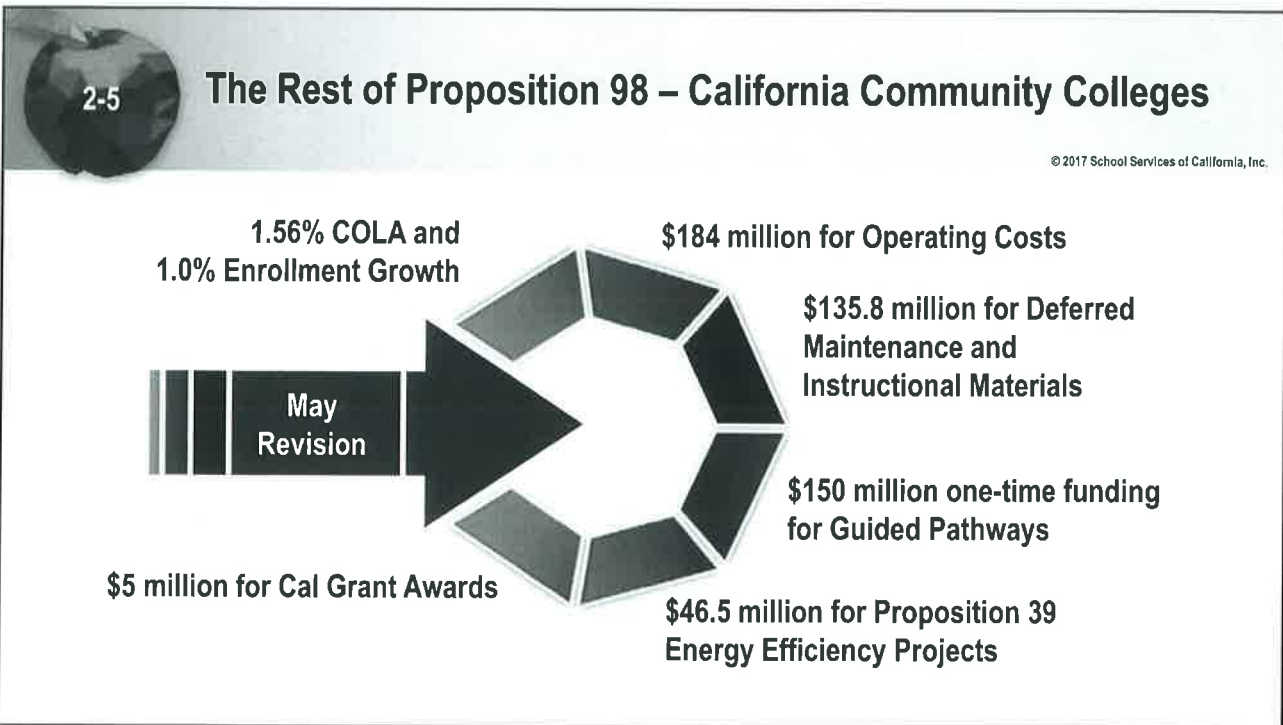 2-5
The Rest of Proposition 98 – California Community Colleges
© 2017 School Services of California, Inc.
1.56% COLA and
1.0% Enrollment Growth
$184 million for Operating Costs
$135.8 million for Deferred
Maintenance and
Instructional Materials
May
Revision
$150 million one-time funding
for Guided Pathways
$5 million for Cal Grant Awards
$46.5 million for Proposition 39
Energy Efficiency Projects